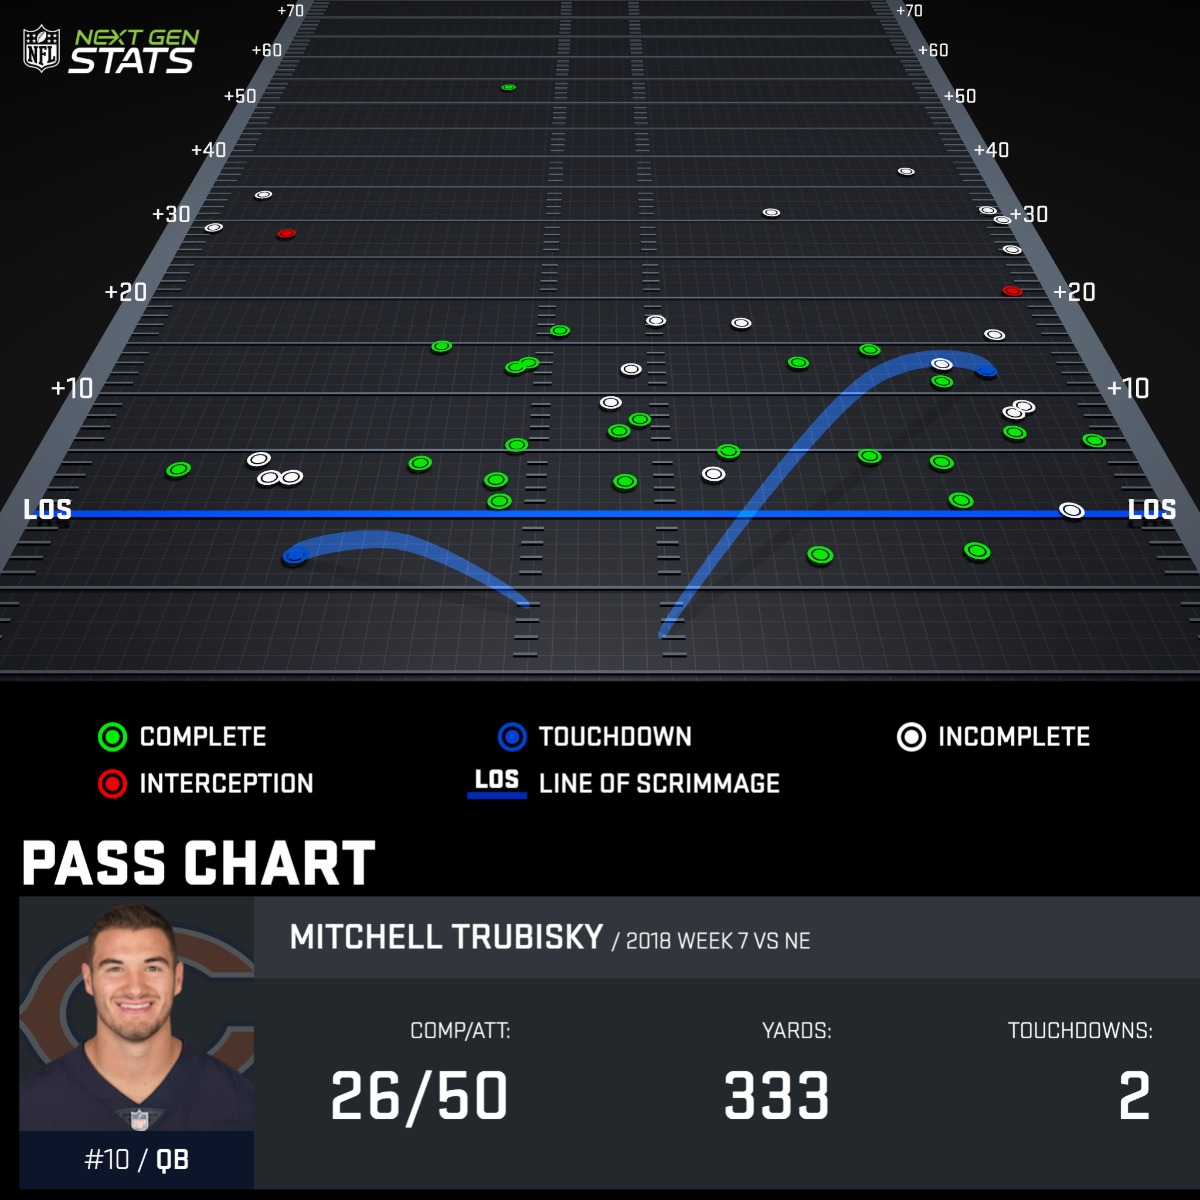 +70 +70
NFL NEXT GEN STATS
+60 +60
+50 +50
+40 +40
+30 +30
+20 +20
+10 +10
LOS LOS
COMPLETE TOUCHDOWN INCOMPLETE
INTERCEPTION LOS LINE OF SCRIMMAGE
PASS CHART
MITCHELL TRUBISKY / 2018 WEEK 7 VS NE
COMP/ATT: YARDS: TOUCHDOWNS:
26/50 333 2
#10 / QB